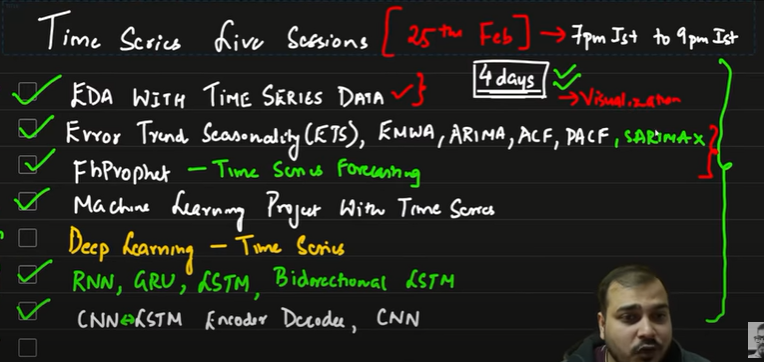 Time Series Live Sessions [25th Feb] → 7pm Ist to 9pm Ist
4 days
→ Visualization
EDA WITH TIME SERIES DATA
Error Trend Seasonality (ETS), EMWA, ARIMA, ACF, PACF, SARIMAX
FbProphet - Time Series Forecasting
Machine Learning Project With Time Series
Deep Learning - Time Series
RNN, GRU, LSTM, Bidirectional LSTM
CNN↔LSTM Encoder Decoder, CNN